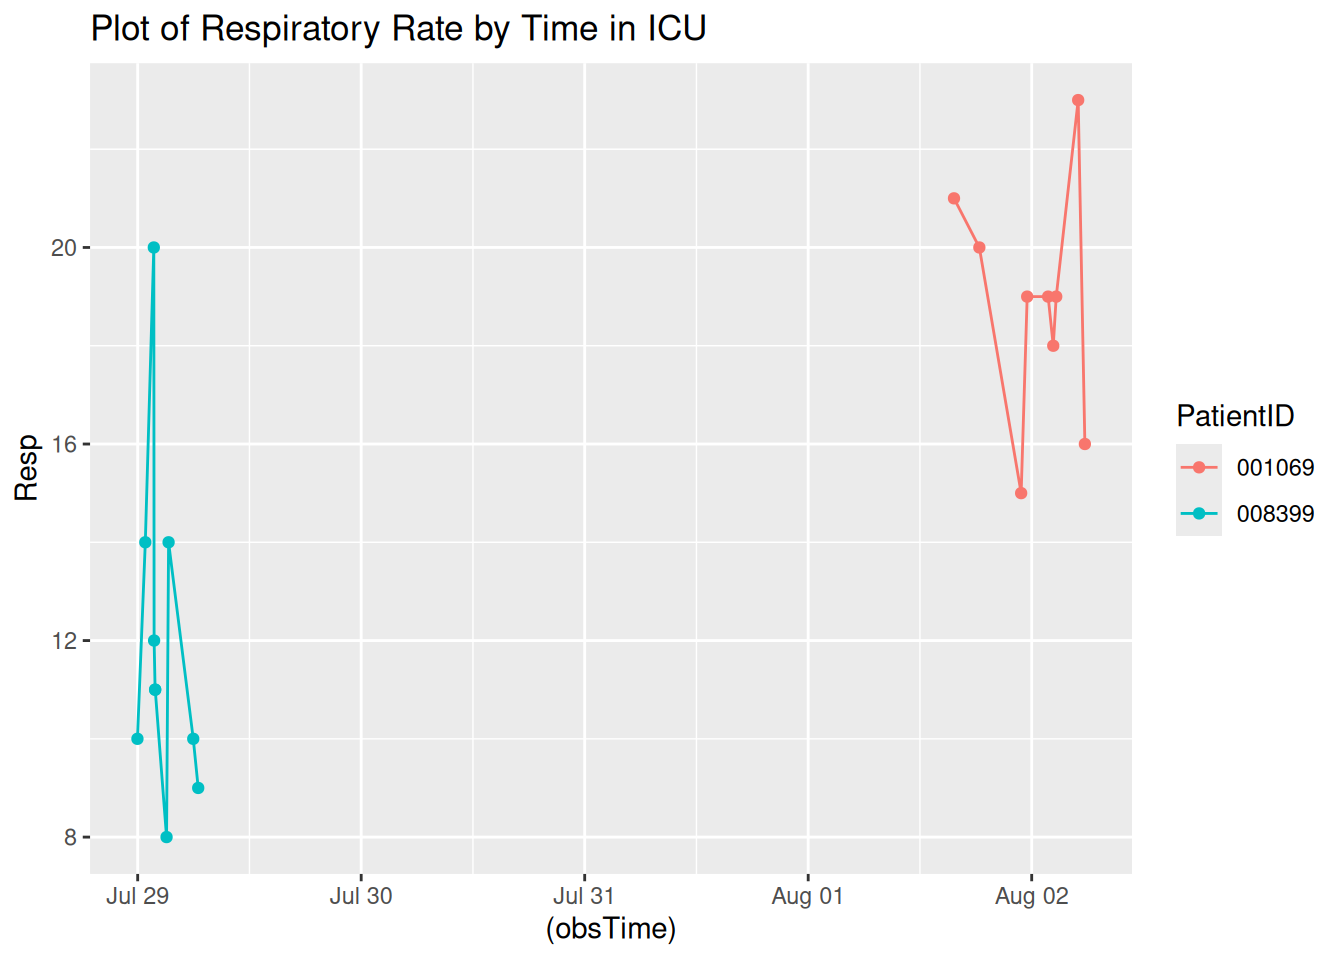 Plot of Respiratory Rate by Time in ICU
20
16
12
8
Resp
Jul 29 Jul 30 Jul 31 Aug 01 Aug 02
(obsTime)
PatientID
001069
008399